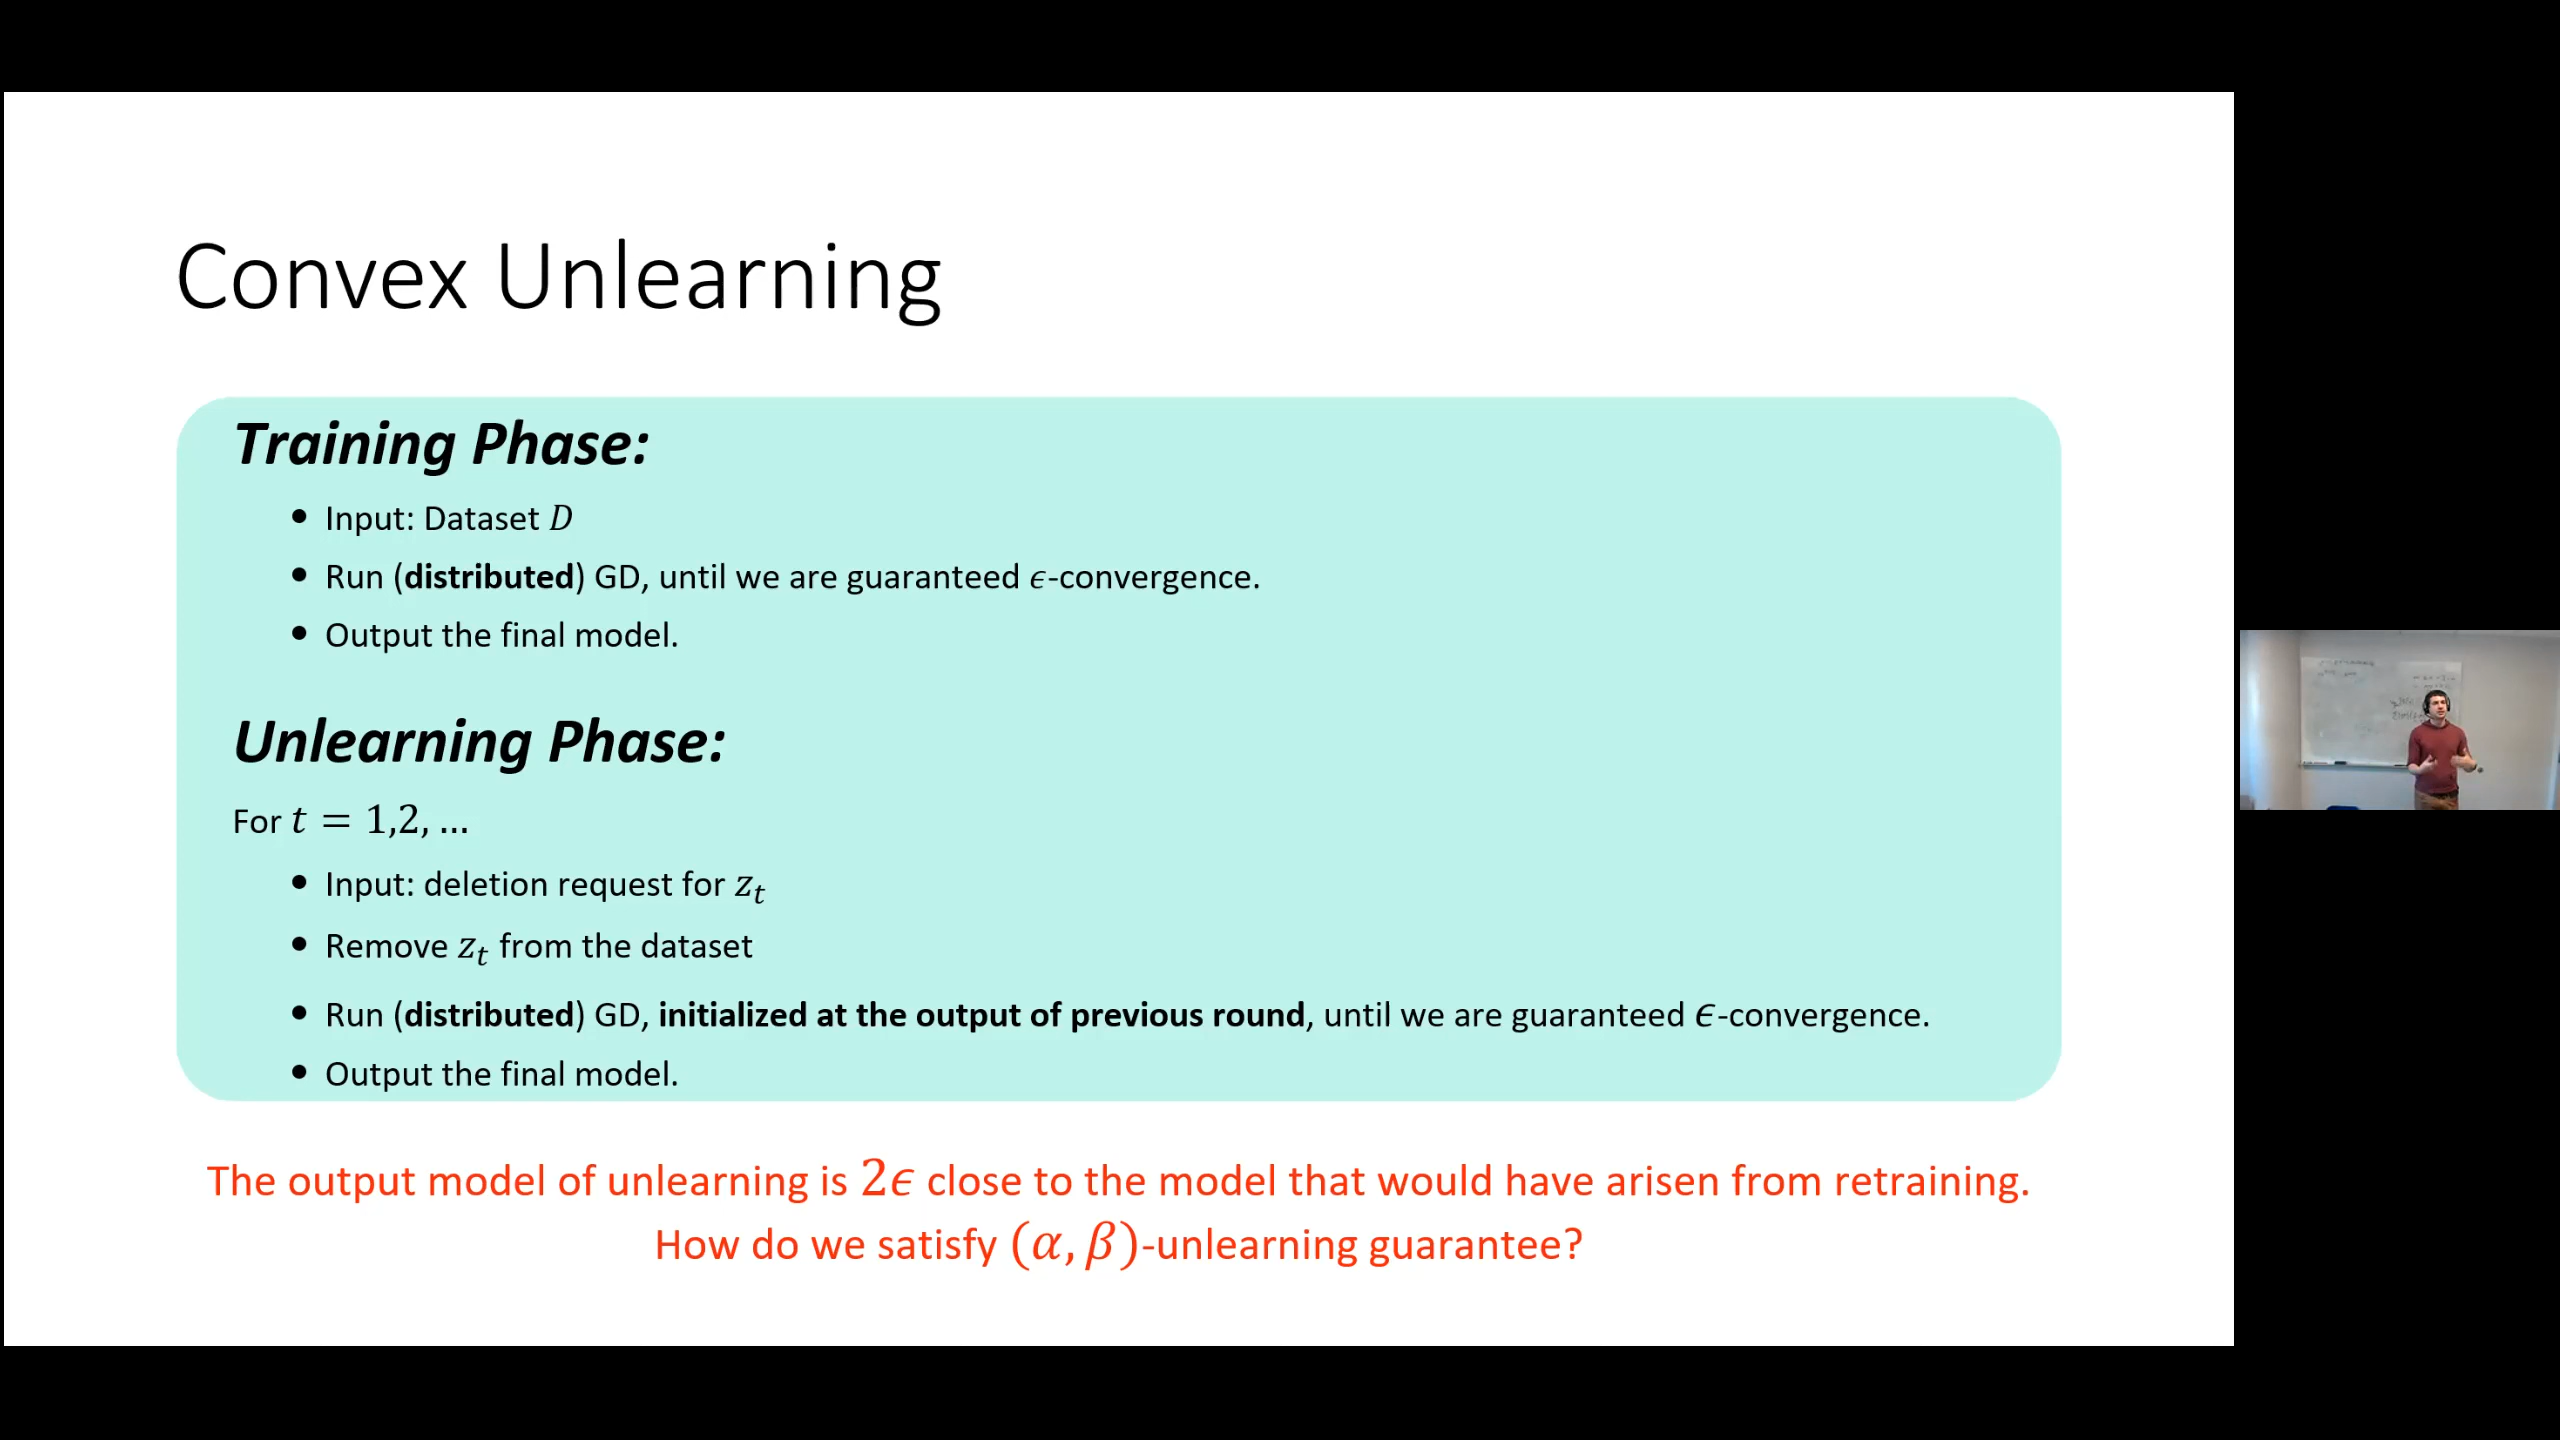 Convex Unlearning
Training Phase:
• Input: Dataset D
• Run (distributed) GD, until we are guaranteed ϵ-convergence.
• Output the final model.
Unlearning Phase:
For t = 1,2, ...
• Input: deletion request for z_t
• Remove z_t from the dataset
• Run (distributed) GD, initialized at the output of previous round, until we are guaranteed ϵ-convergence.
• Output the final model.
The output model of unlearning is 2ϵ close to the model that would have arisen from retraining.
How do we satisfy (α, β)-unlearning guarantee?